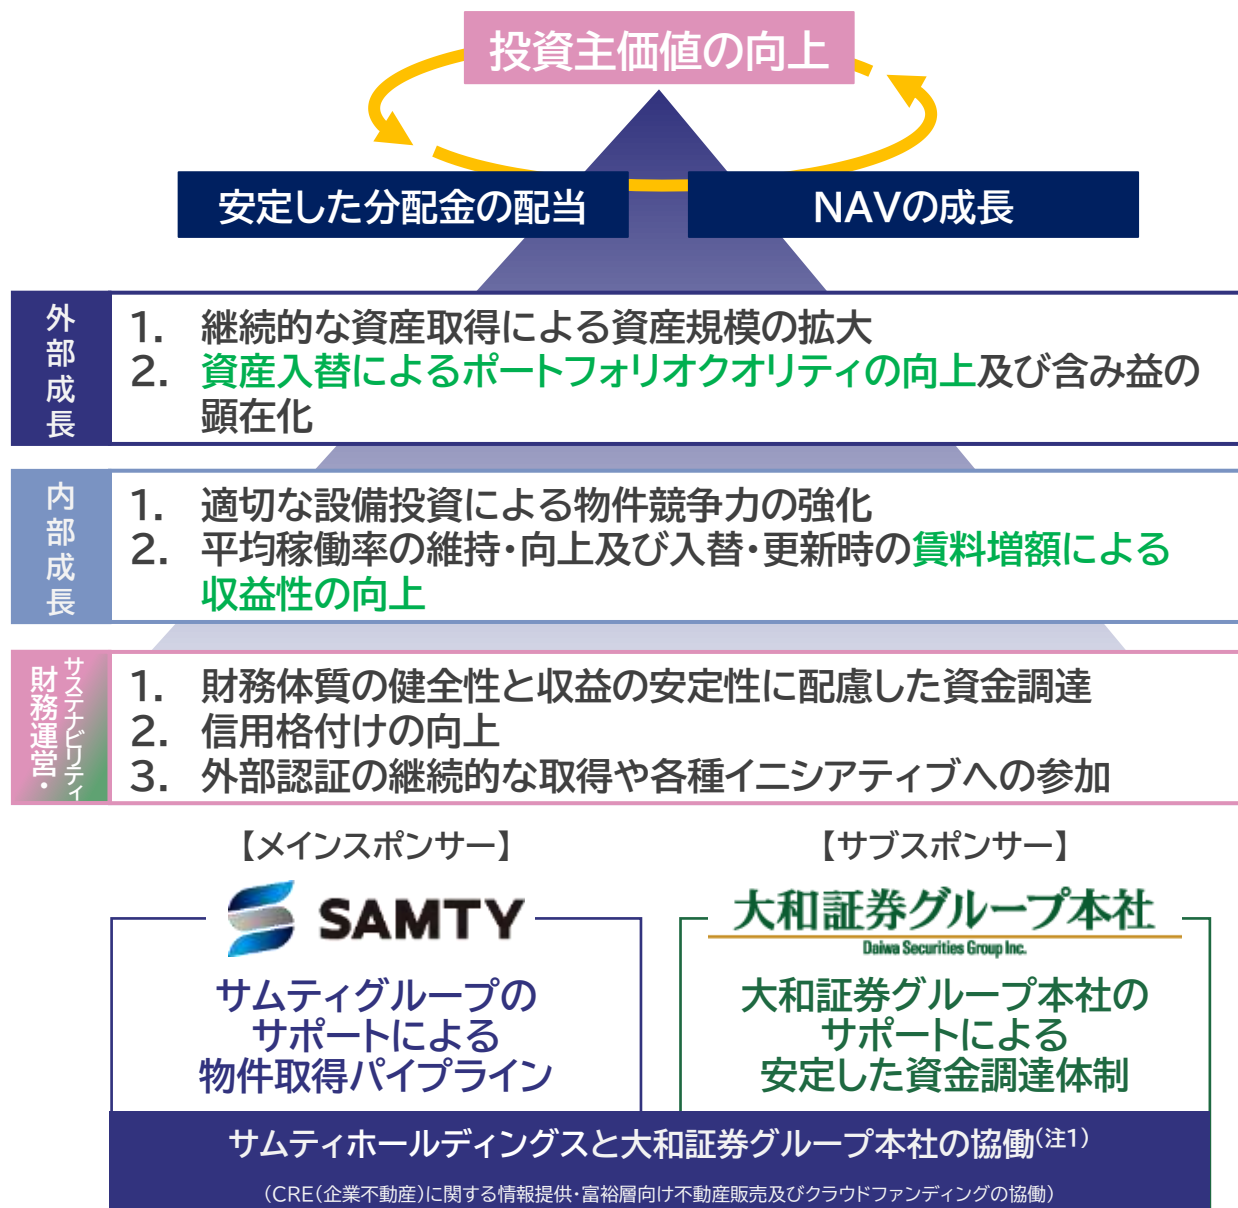 投資主価値の向上
安定した分配金の配当
NAVの成長
外部成長
1. 継続的な資産取得による資産規模の拡大
2. 資産入替によるポートフォリオクオリティの向上及び含み益の
顕在化
内部成長
1. 適切な設備投資による物件競争力の強化
2. 平均稼働率の維持・向上及び入替・更新時の賃料増額による
収益性の向上
財務運営・
サステナビリティ
1. 財務体質の健全性と収益の安定性に配慮した資金調達
2. 信用格付けの向上
3. 外部認証の継続的な取得や各種イニシアティブへの参加
【メインスポンサー】
SAMTY
サムティグループの
サポートによる
物件取得パイプライン
【サブスポンサー】
大和証券グループ本社
Daiwa Securities Group Inc.
大和証券グループ本社の
サポートによる
安定した資金調達体制
サムティホールディングスと大和証券グループ本社の協働(注1)
(CRE(企業不動産)に関する情報提供・富裕層向け不動産販売及びクラウドファンディングの協働)